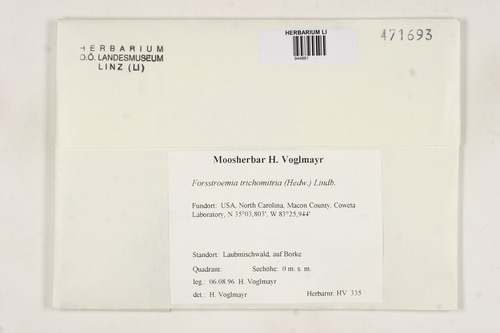 HERBARIUM
O.Ö. LANDESMUSEUM
LINZ (LI)
HERBARIUM LI
944661
471693
Moosherbar H. Voglmayr
Forsstroemia trichomitria (Hedw.) Lindb.
Fundort: USA, North Carolina, Macon County, Coweta
Laboratory, N 35°03,803', W 83°25,944'
Standort: Laubmischwald, auf Borke
Quadrant: Seehöhe: 0 m. s. m.
leg.: 06.08.96 H. Voglmayr
det.: H. Voglmayr Herbarnr. HV 335